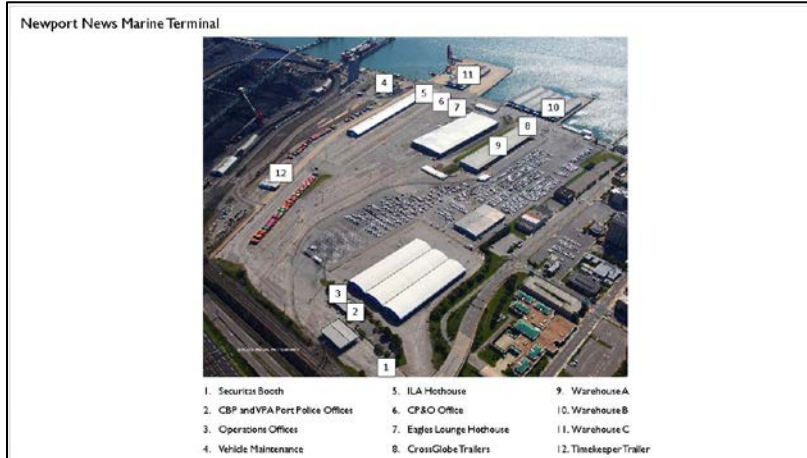 Newport News Marine Terminal
11
4
5
6
7
10
8
9
12
3
2
1
1. Securitas Booth
2. CBP and VPA Port Police Offices
3. Operations Offices
4. Vehicle Maintenance
5. ILA Hothouse
6. CP&O Office
7. Eagles Lounge Hothouse
8. CrossGlobe Trailers
9. Warehouse A
10. Warehouse B
11. Warehouse C
12. Timekeeper Trailer